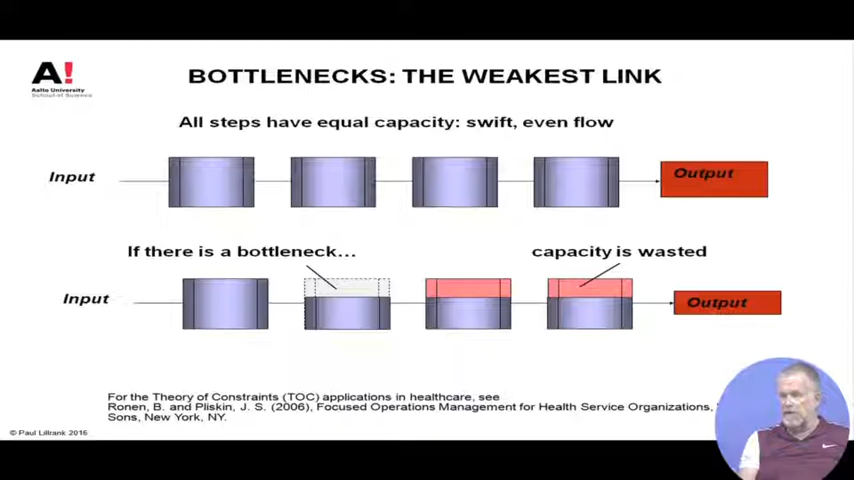 A!
Aalto University
School of Science
BOTTLENECKS: THE WEAKEST LINK
All steps have equal capacity: swift, even flow
Input
Output
If there is a bottleneck…
capacity is wasted
Input
Output
For the Theory of Constraints (TOC) applications in healthcare, see
Ronen, B. and Pliskin, J. S. (2006), Focused Operations Management for Health Service Organizations,
Sons, New York, NY.
© Paul Lillrank 2016